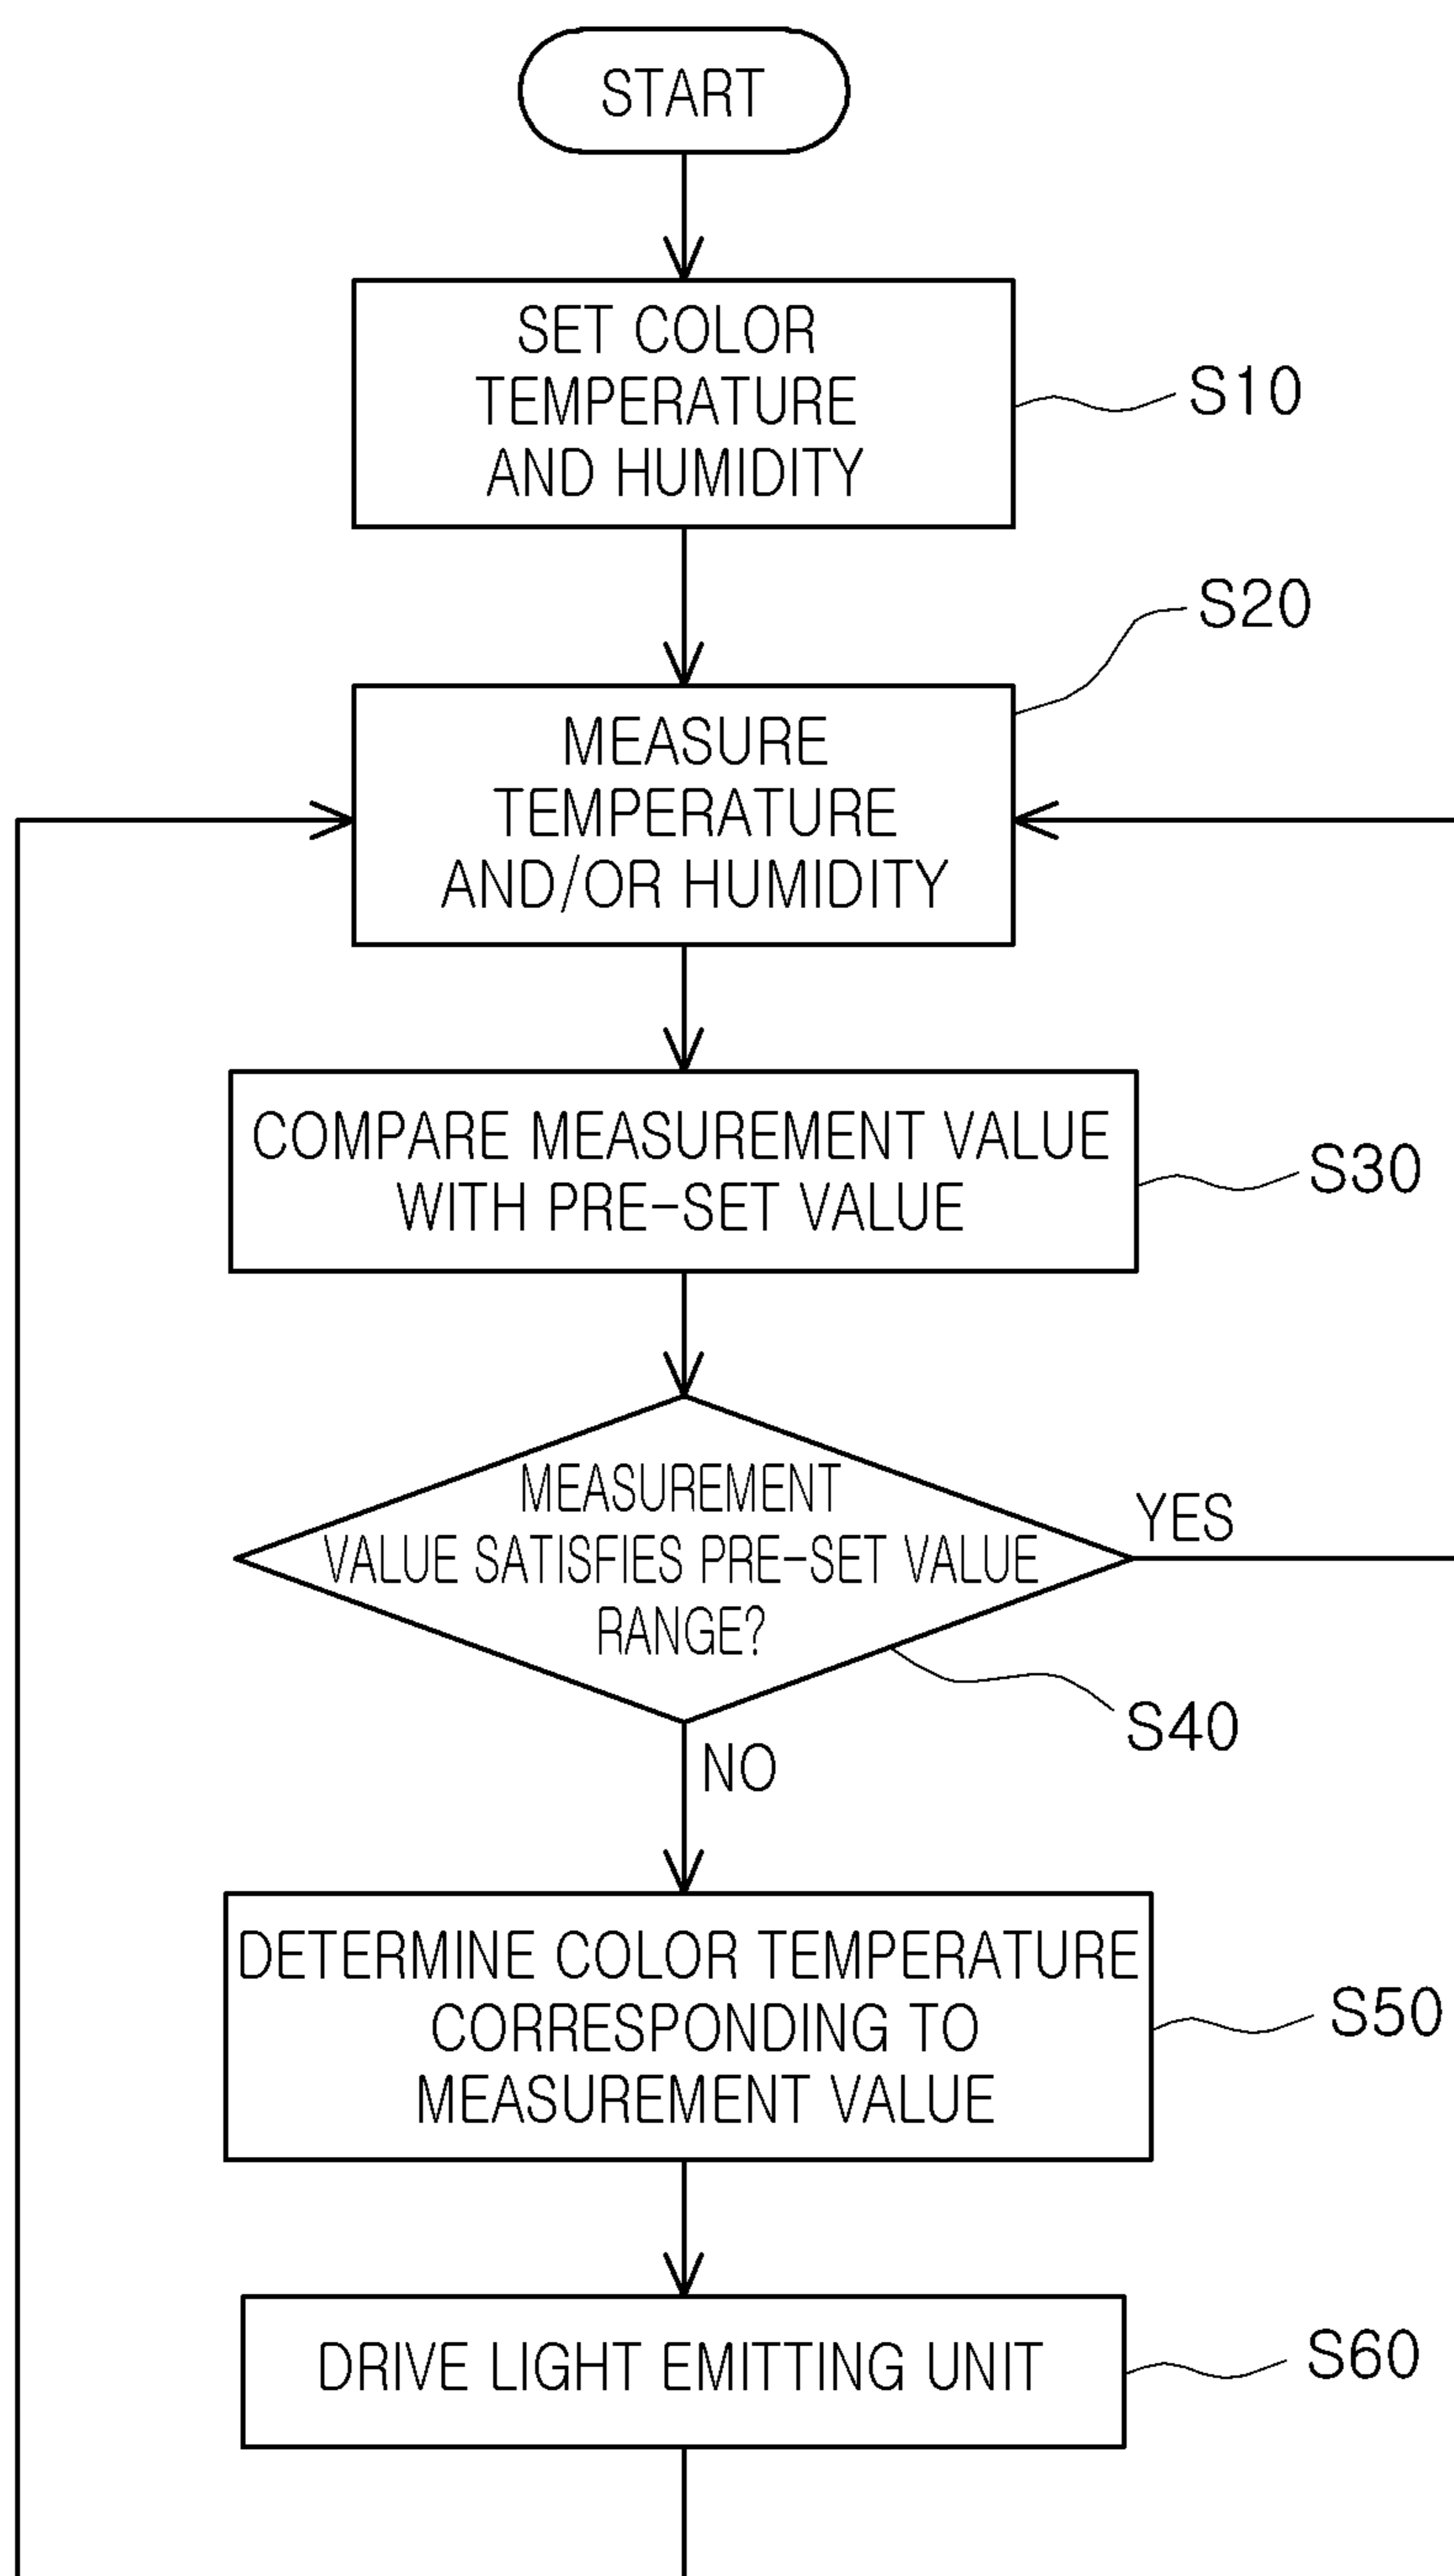 START
SET COLOR
TEMPERATURE
AND HUMIDITY
S10
S20
MEASURE
TEMPERATURE
AND/OR HUMIDITY
COMPARE MEASUREMENT VALUE
WITH PRE-SET VALUE
S30
MEASUREMENT
VALUE SATISFIES PRE-SET VALUE
RANGE?
YES
S40
NO
DETERMINE COLOR TEMPERATURE
CORRESPONDING TO
MEASUREMENT VALUE
S50
DRIVE LIGHT EMITTING UNIT
S60